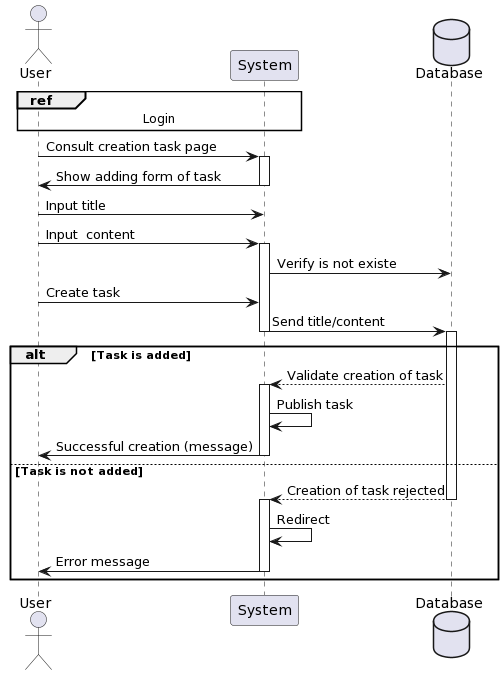 User
System
Database
ref
Login
Consult creation task page
Show adding form of task
Input title
Input content
Verify is not existe
Create task
Send title/content
alt [Task is added]
Validate creation of task
Publish task
Successful creation (message)
[Task is not added]
Creation of task rejected
Redirect
Error message
User
System
Database